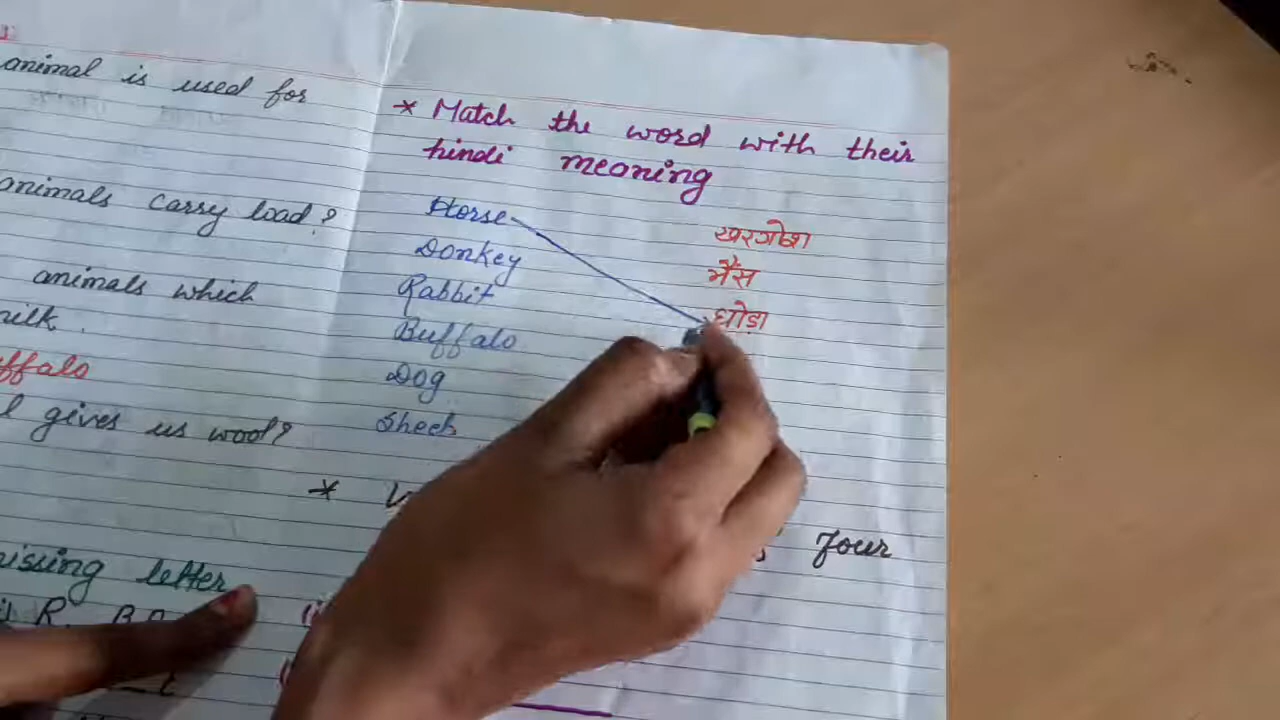 animal is used for
animals carry load?
animals which
milk.
ffalo
l gives us wool?
missing letter
R.
* Match the word with their
hindi meaning
Horse
Donkey
Rabbit
Buffalo
Dog
Sheeb
खरगोश
भैंस
घोड़ा
*
four